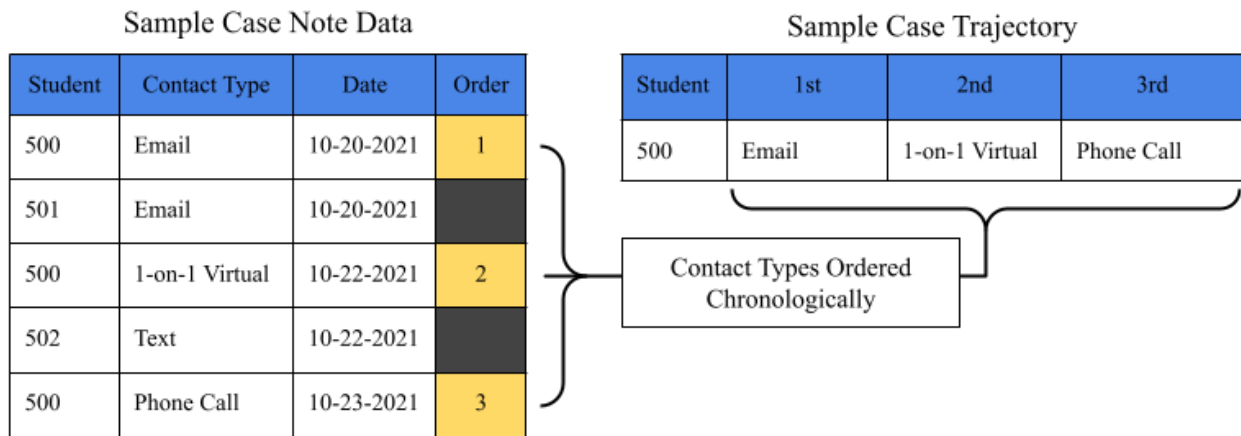 Sample Case Note Data
Student Contact Type Date Order
500 Email 10-20-2021 1
501 Email 10-20-2021
500 1-on-1 Virtual 10-22-2021 2
502 Text 10-22-2021
500 Phone Call 10-23-2021 3
Sample Case Trajectory
Student 1st 2nd 3rd
500 Email 1-on-1 Virtual Phone Call
Contact Types Ordered
Chronologically